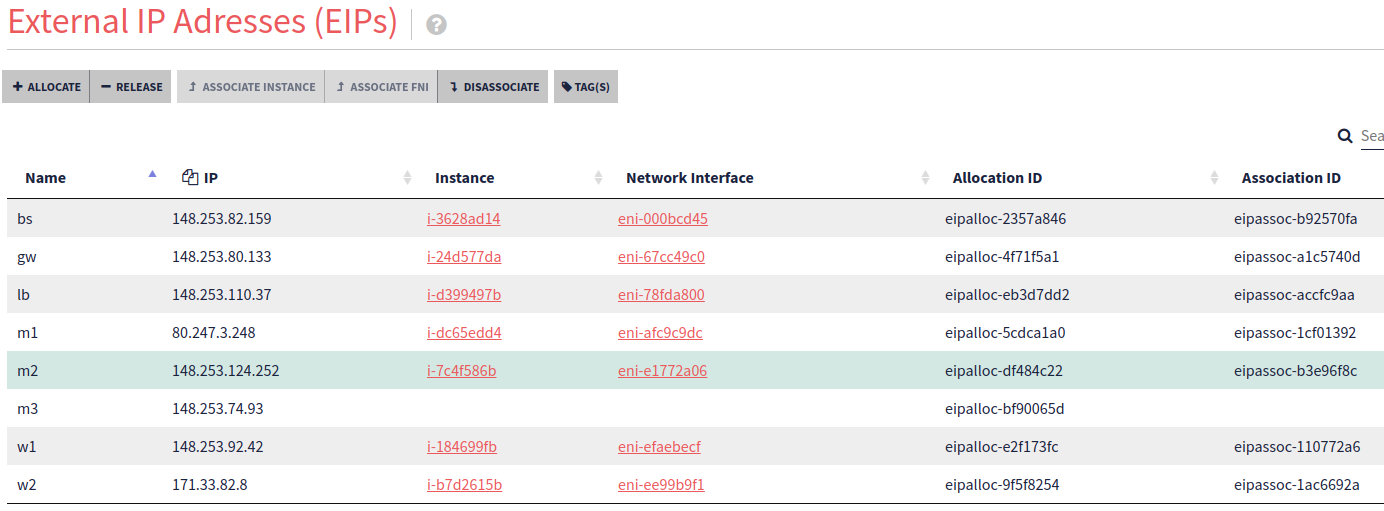 External IP Adresses (EIPs) ?
ALLOCATE RELEASE ASSOCIATE INSTANCE ASSOCIATE FNI DISASSOCIATE TAG(S)
Sea
Name IP Instance Network Interface Allocation ID Association ID
bs 148.253.82.159 i-3628ad14 eni-000bcd45 eipalloc-2357a846 eipassoc-b92570fa
gw 148.253.80.133 i-24d577da eni-67cc49c0 eipalloc-4f71f5a1 eipassoc-a1c5740d
lb 148.253.110.37 i-d399497b eni-78fda800 eipalloc-eb3d7dd2 eipassoc-accfc9aa
m1 80.247.3.248 i-dc65edd4 eni-afc9c9dc eipalloc-5cdca1a0 eipassoc-1cf01392
m2 148.253.124.252 i-7c4f586b eni-e1772a06 eipalloc-df484c22 eipassoc-b3e96f8c
m3 148.253.74.93 eipalloc-bf90065d
w1 148.253.92.42 i-184699fb eni-efaebecf eipalloc-e2f173fc eipassoc-110772a6
w2 171.33.82.8 i-b7d2615b eni-ee99b9f1 eipalloc-9f5f8254 eipassoc-1ac6692a